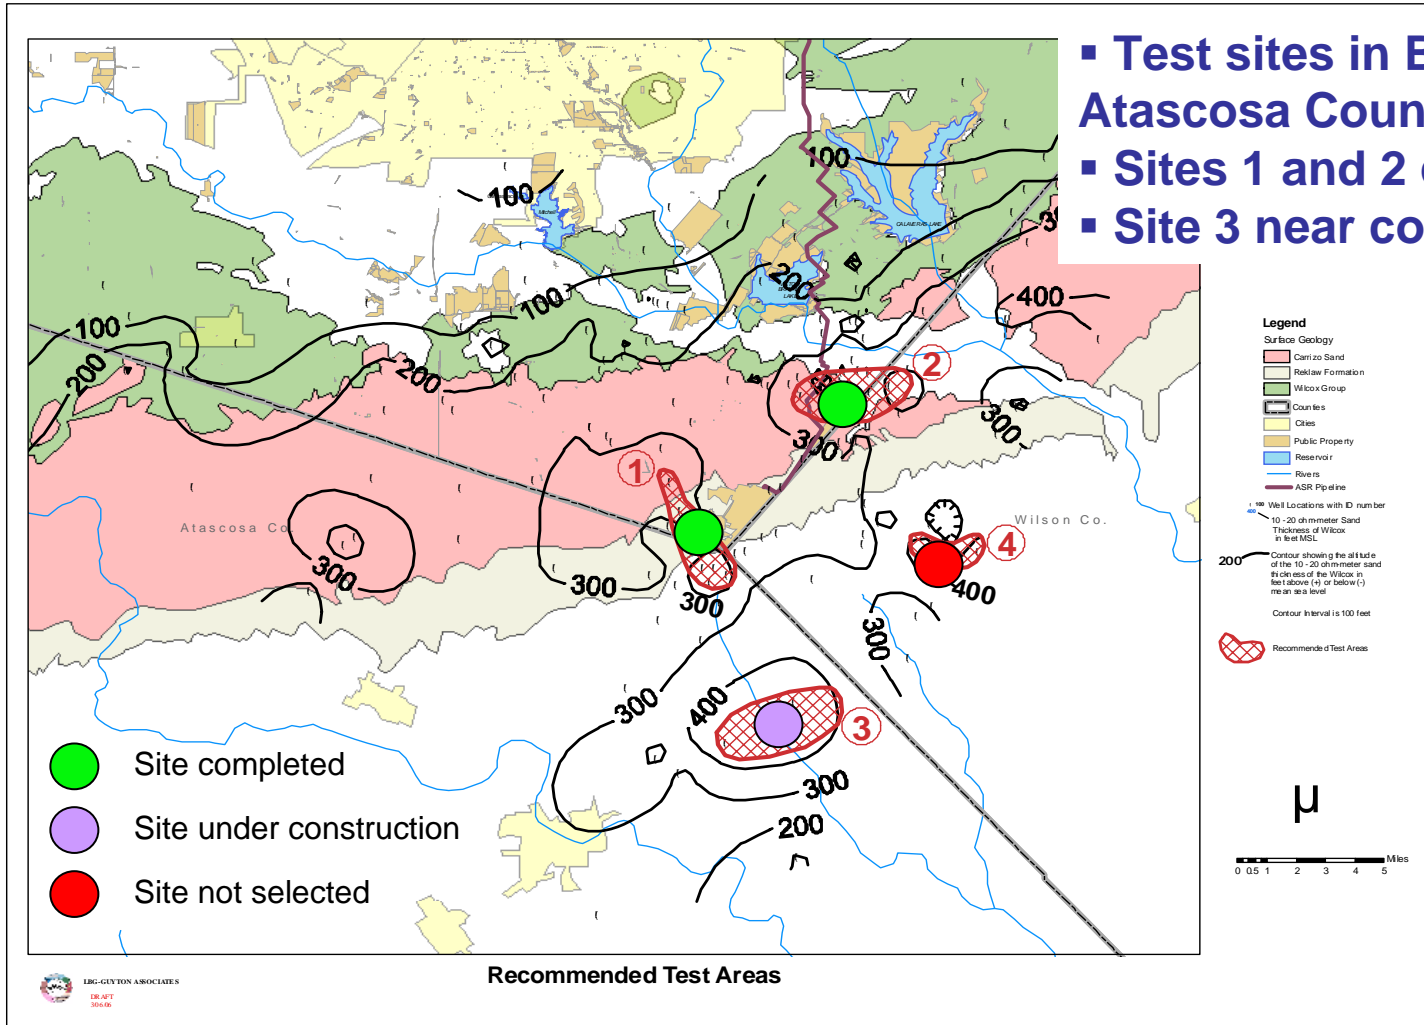 ▪ Test sites in B
Atascosa Coun
▪ Sites 1 and 2
▪ Site 3 near co
100
100
100
100
200
200
200
400
300
300
300
300
300
300
300
300
400
400
200
1
2
3
4
Mitchell
CALAVERAS LAKE
LAKE
Atascosa Co.
Wilson Co.
Legend
Surface Geology
Carrizo Sand
Reklaw Formation
Wilcox Group
Counties
Cities
Public Property
Reservoir
Rivers
ASR Pipeline
100 Well Locations with ID number
400 10 - 20 ohm-meter Sand
Thickness of Wilcox
in feet MSL
200 Contour showing the altitude
of the 10 - 20 ohm-meter sand
thickness of the Wilcox in
feet above (+) or below (-)
mean sea level
Contour Interval is 100 feet
Recommended Test Areas
µ
Miles
0 0.5 1 2 3 4 5
Site completed
Site under construction
Site not selected
Recommended Test Areas
LBG-GUYTON ASSOCIATES
DRAFT